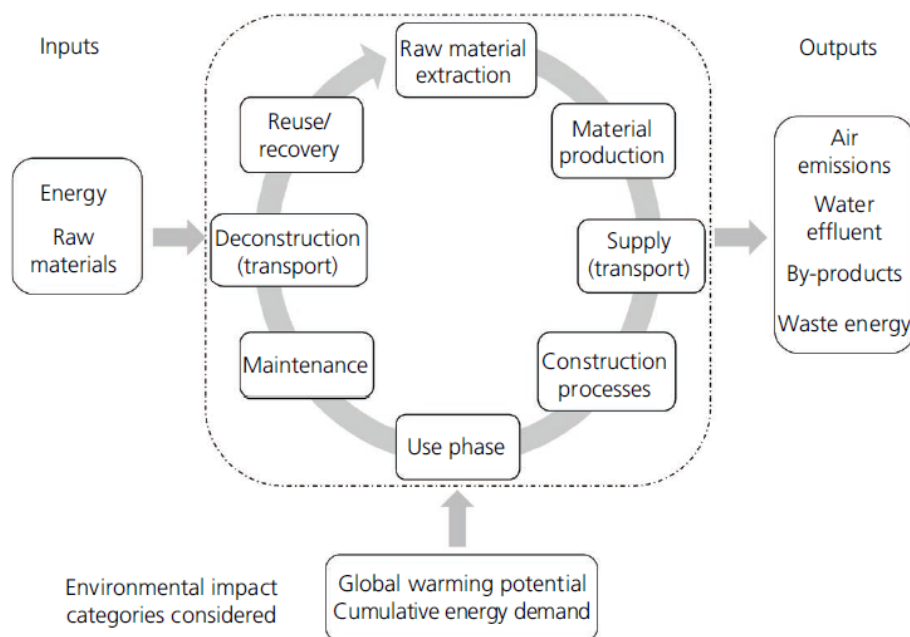 Inputs
Outputs
Raw material
extraction
Material
production
Supply
(transport)
Construction
processes
Use phase
Maintenance
Deconstruction
(transport)
Reuse/
recovery
Energy
Raw
materials
Air
emissions
Water
effluent
By-products
Waste energy
Environmental impact
categories considered
Global warming potential
Cumulative energy demand